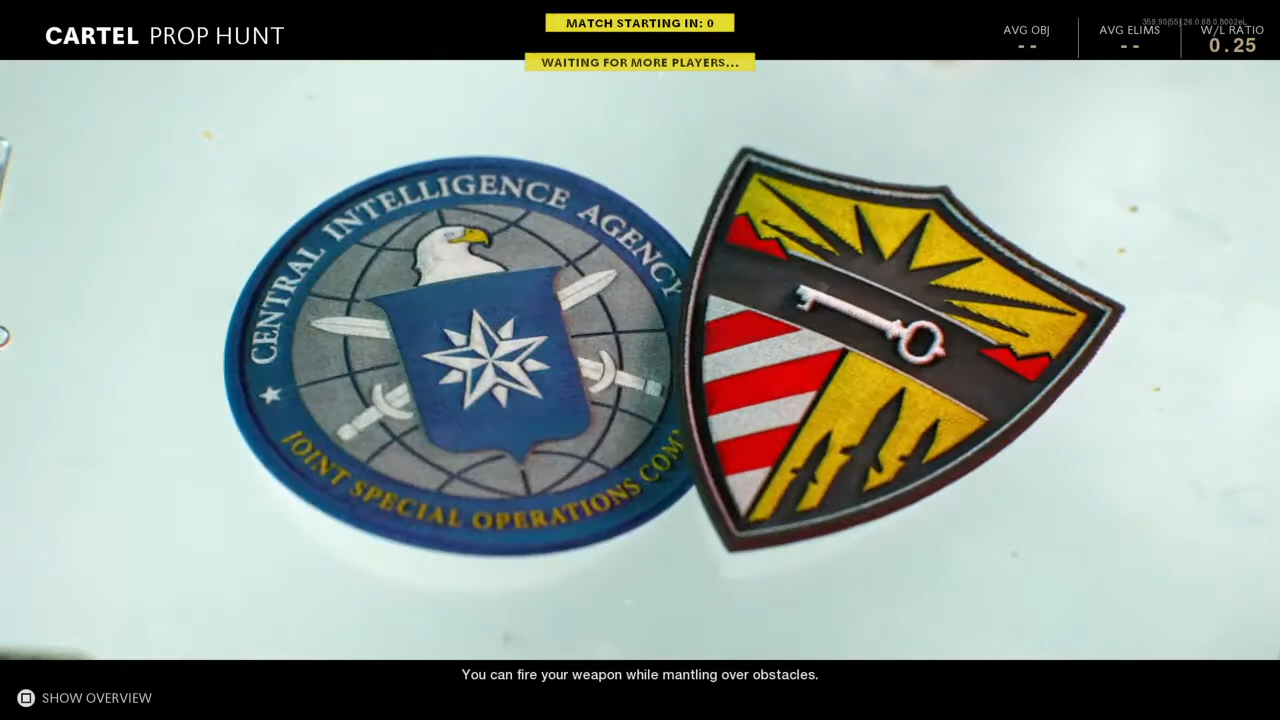 CARTEL PROP HUNT
MATCH STARTING IN: 0
WAITING FOR MORE PLAYERS...
AVG OBJ
--
AVG ELIMS
--
W/L RATIO
0.25
CENTRAL INTELLIGENCE AGENCY
JOINT SPECIAL OPERATIONS
You can fire your weapon while mantling over obstacles.
SHOW OVERVIEW